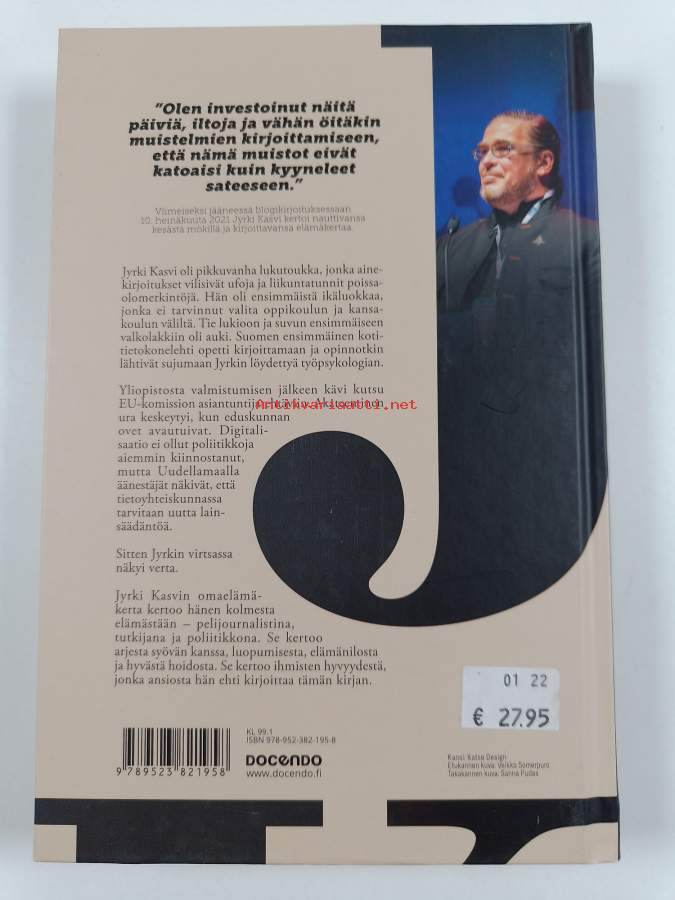 ”Olen investoinut näitä
päiviä, iltoja ja vähän öitäkin
muistelmien kirjoittamiseen,
että nämä muistot eivät
katoaisi kuin kyyneleet
sateeseen.”
Viimeiseksi jääneessä blogikirjoituksessaan
10. heinäkuuta 2021 Jyrki Kasvi kertoi nauttivansa
kesästä mökillä ja kirjoittavansa elämäkertaa.
Jyrki Kasvi oli pikkuvanha lukutoukka, jonka aine-
kirjoitukset vilisivät ufoja ja liikuntatunnit poissa-
olomerkintöjä. Hän oli ensimmäistä ikäluokkaa,
jonka ei tarvinnut valita oppikoulun ja kansa-
koulun väliltä. Tie lukioon ja suvun ensimmäiseen
valkolakkiin oli auki. Suomen ensimmäinen koti-
tietokonelehti opetti kirjoittamaan ja opinnotkin
lähtivät sujumaan Jyrkin löydettyä työpsykologian.
Yliopistosta valmistumisen jälkeen kävi kutsu
EU-komission
Antikvariaatti.net
ura keskeytyi, kun eduskunnan
ovet avautuivat. Digitali-
saatio ei ollut poliitikkoja
aiemmin kiinnostanut,
mutta Uudellamaalla
äänestäjät näkivät, että
tietoyhteiskunnassa
tarvitaan uutta lain-
säädäntöä.
Sitten Jyrkin virtsassa
näkyi verta.
Jyrki Kasvin omaelämä-
kerta kertoo hänen kolmesta
elämästään – pelijournalistina,
tutkijana ja poliitikkona. Se kertoo
arjesta syövän kanssa, luopumisesta, elämänilosta
ja hyvästä hoidosta. Se kertoo ihmisten hyvyydestä,
jonka ansiosta hän ehti kirjoittaa tämän kirjan.
01 22
€ 27.95
KL 99.1
ISBN 978-952-382-195-8
DOCENDO
www.docendo.fi
9 789523 821958
Kansi: Katse Design
Etukannen kuva: Veikko Somerpuro
Takakannen kuva: Sanna Pudas